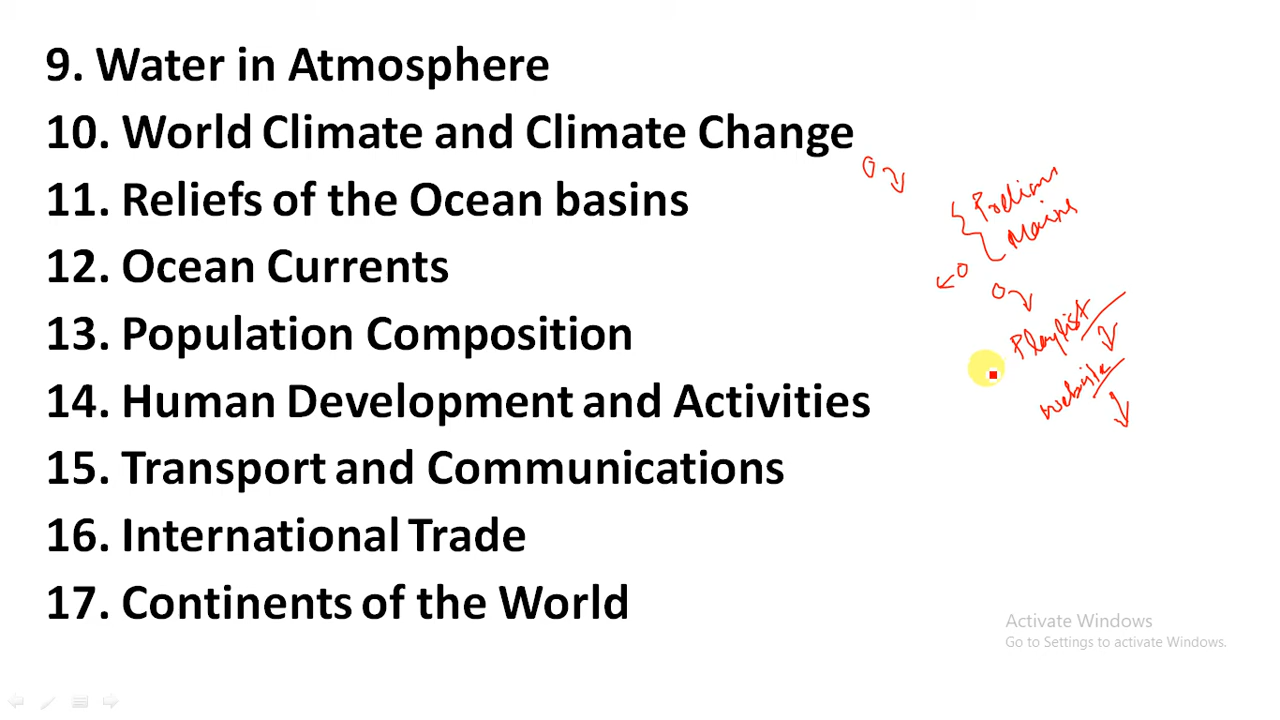 9. Water in Atmosphere
10. World Climate and Climate Change
11. Reliefs of the Ocean basins
Prelims
Mains
12. Ocean Currents
13. Population Composition
Playlist
14. Human Development and Activities
website
15. Transport and Communications
16. International Trade
17. Continents of the World
Activate Windows
Go to Settings to activate Windows.